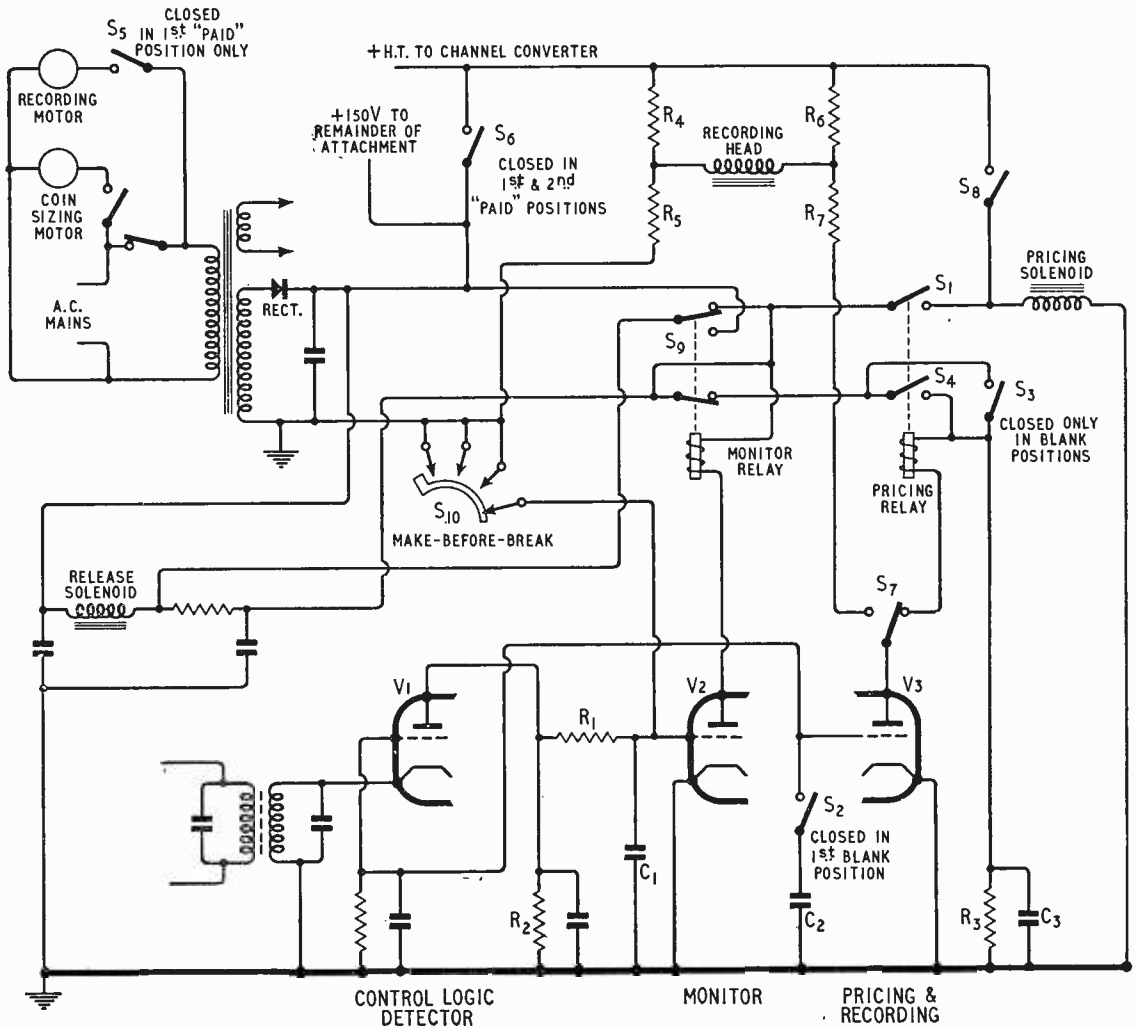 CLOSED
IN 1st "PAID"
POSITION ONLY
S5
+H.T. TO CHANNEL CONVERTER
RECORDING
MOTOR
+150V TO
REMAINDER OF
ATTACHMENT
S6
CLOSED IN
1st & 2nd
"PAID" POSITIONS
R4
RECORDING
HEAD
R6
R5
R7
S8
COIN
SIZING
MOTOR
A.C.
MAINS
RECT.
S9
S1
PRICING
SOLENOID
S4
S3
CLOSED ONLY
IN BLANK
POSITIONS
MONITOR
RELAY
PRICING
RELAY
S10
MAKE-BEFORE-BREAK
RELEASE
SOLENOID
S7
V1
R1
V2
V3
S2
CLOSED IN
1st BLANK
POSITION
C1
C2
R2
R3
C3
CONTROL LOGIC
DETECTOR
MONITOR
PRICING &
RECORDING